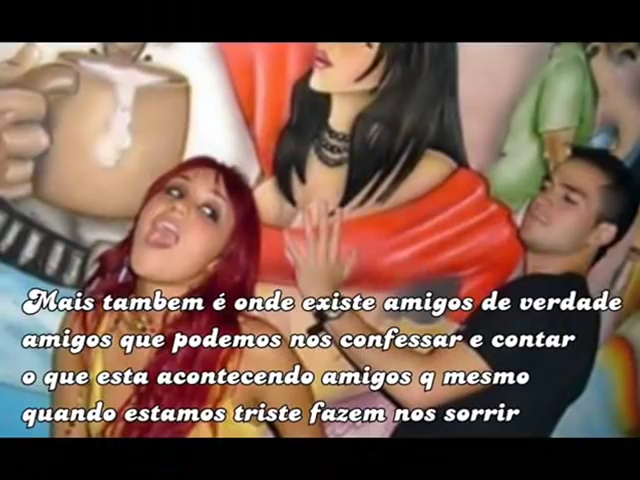 Mais tambem é onde existe amigos de verdade
amigos que podemos nos confessar e contar
o que esta acontecendo amigos q mesmo
quando estamos triste fazem nos sorrir